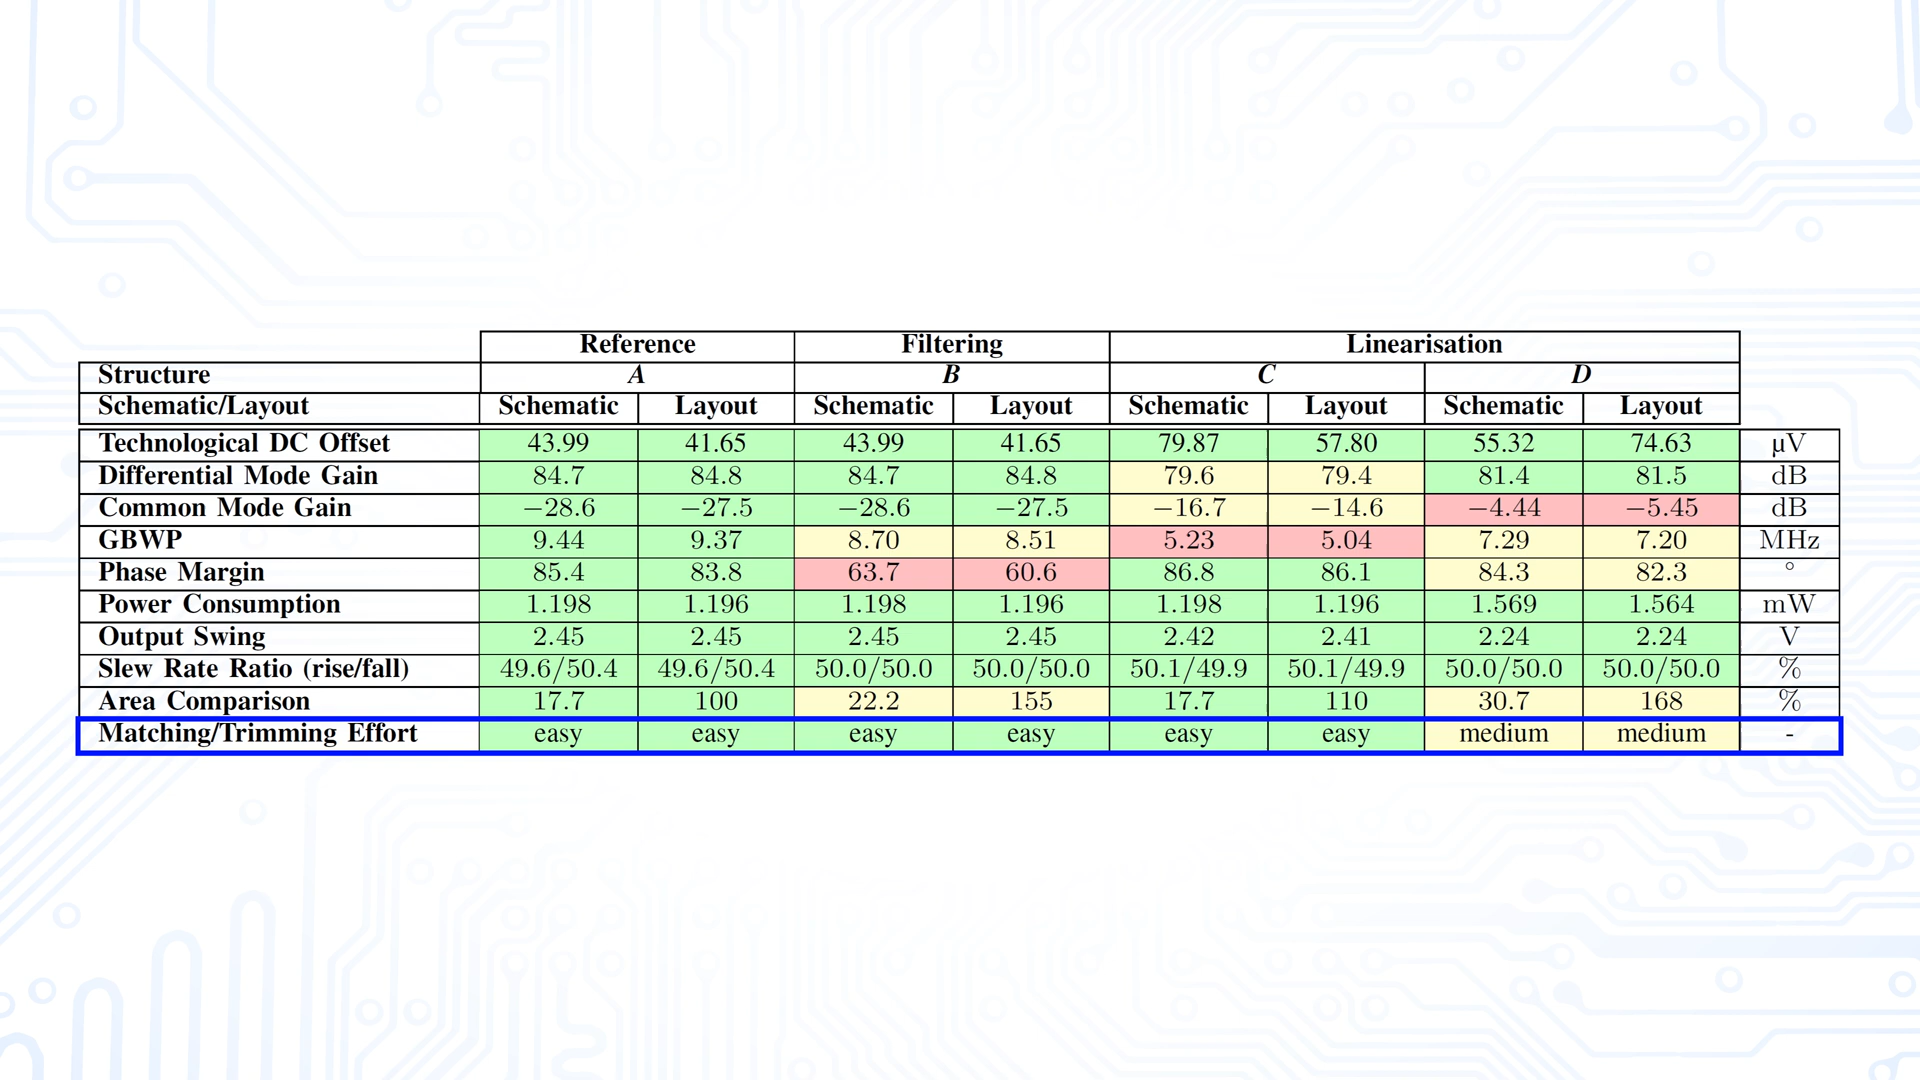 Reference Filtering Linearisation
Structure A B C D
Schematic/Layout Schematic Layout Schematic Layout Schematic Layout Schematic Layout
Technological DC Offset 43.99 41.65 43.99 41.65 79.87 57.80 55.32 74.63 µV
Differential Mode Gain 84.7 84.8 84.7 84.8 79.6 79.4 81.4 81.5 dB
Common Mode Gain −28.6 −27.5 −28.6 −27.5 −16.7 −14.6 −4.44 −5.45 dB
GBWP 9.44 9.37 8.70 8.51 5.23 5.04 7.29 7.20 MHz
Phase Margin 85.4 83.8 63.7 60.6 86.8 86.1 84.3 82.3 °
Power Consumption 1.198 1.196 1.198 1.196 1.198 1.196 1.569 1.564 mW
Output Swing 2.45 2.45 2.45 2.45 2.42 2.41 2.24 2.24 V
Slew Rate Ratio (rise/fall) 49.6/50.4 49.6/50.4 50.0/50.0 50.0/50.0 50.1/49.9 50.1/49.9 50.0/50.0 50.0/50.0 %
Area Comparison 17.7 100 22.2 155 17.7 110 30.7 168 %
Matching/Trimming Effort easy easy easy easy easy easy medium medium -